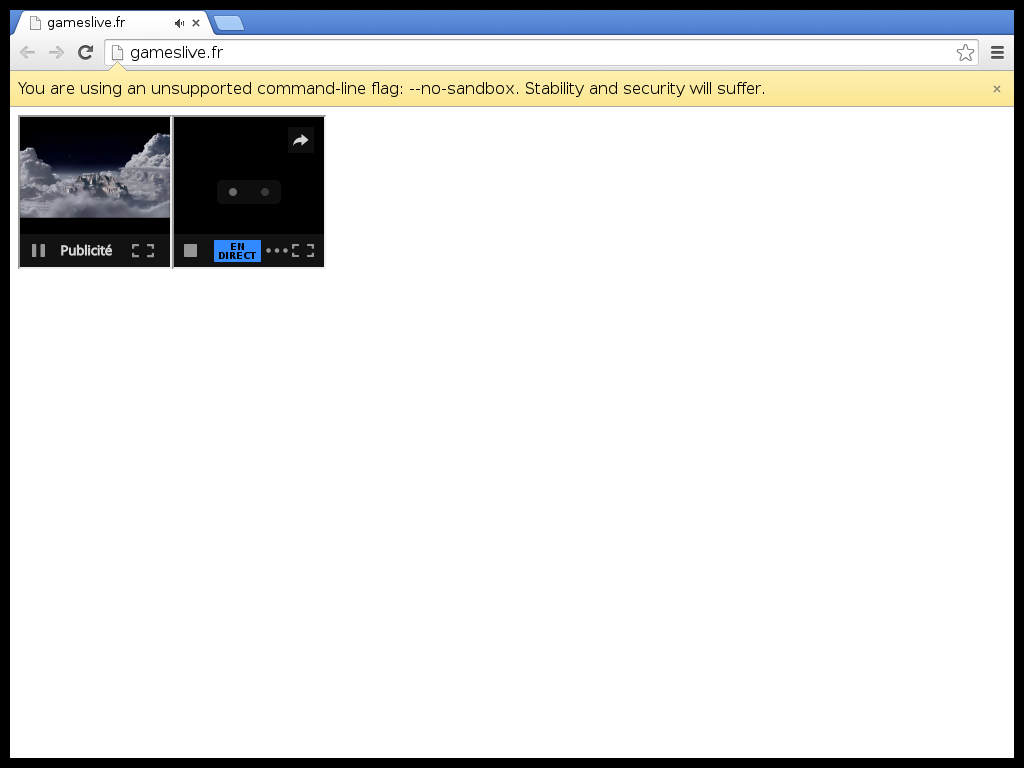 gameslive.fr
gameslive.fr
You are using an unsupported command-line flag: --no-sandbox. Stability and security will suffer.
Publicité
EN
DIRECT